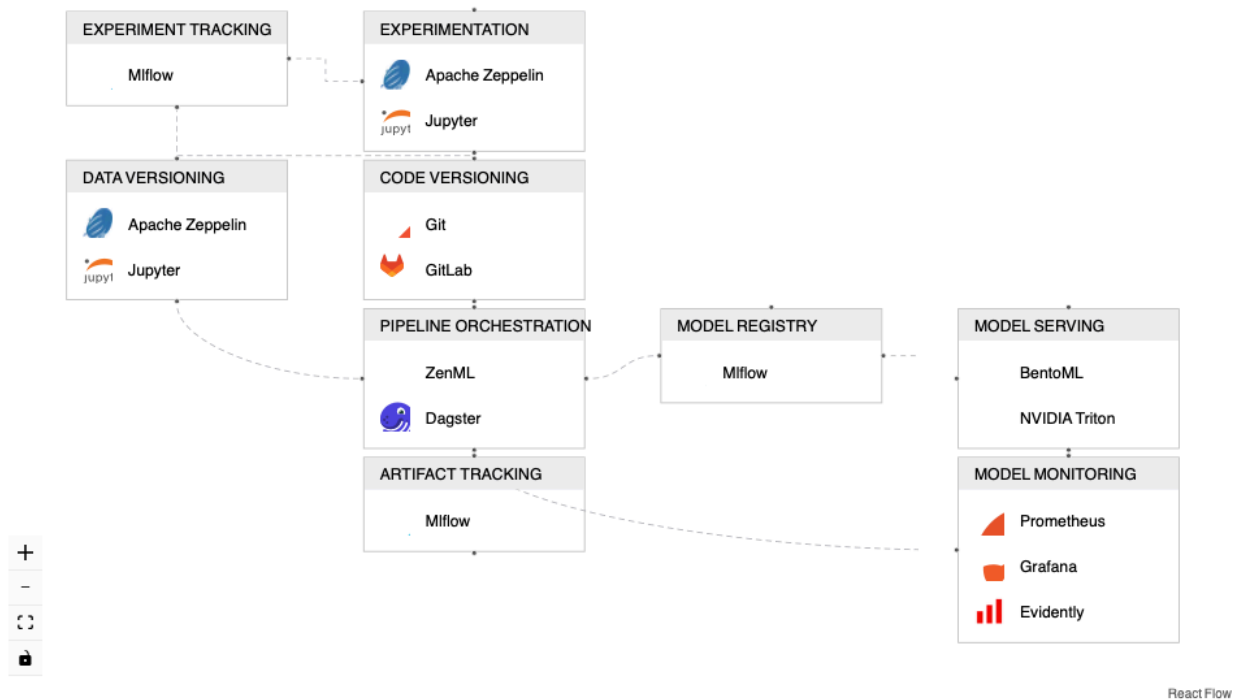 EXPERIMENT TRACKING
Mlflow
EXPERIMENTATION
Apache Zeppelin
jupyt
Jupyter
DATA VERSIONING
Apache Zeppelin
jupyt
Jupyter
CODE VERSIONING
Git
GitLab
PIPELINE ORCHESTRATION
ZenML
Dagster
MODEL REGISTRY
Mlflow
MODEL SERVING
BentoML
NVIDIA Triton
ARTIFACT TRACKING
Mlflow
MODEL MONITORING
Prometheus
Grafana
Evidently
React Flow